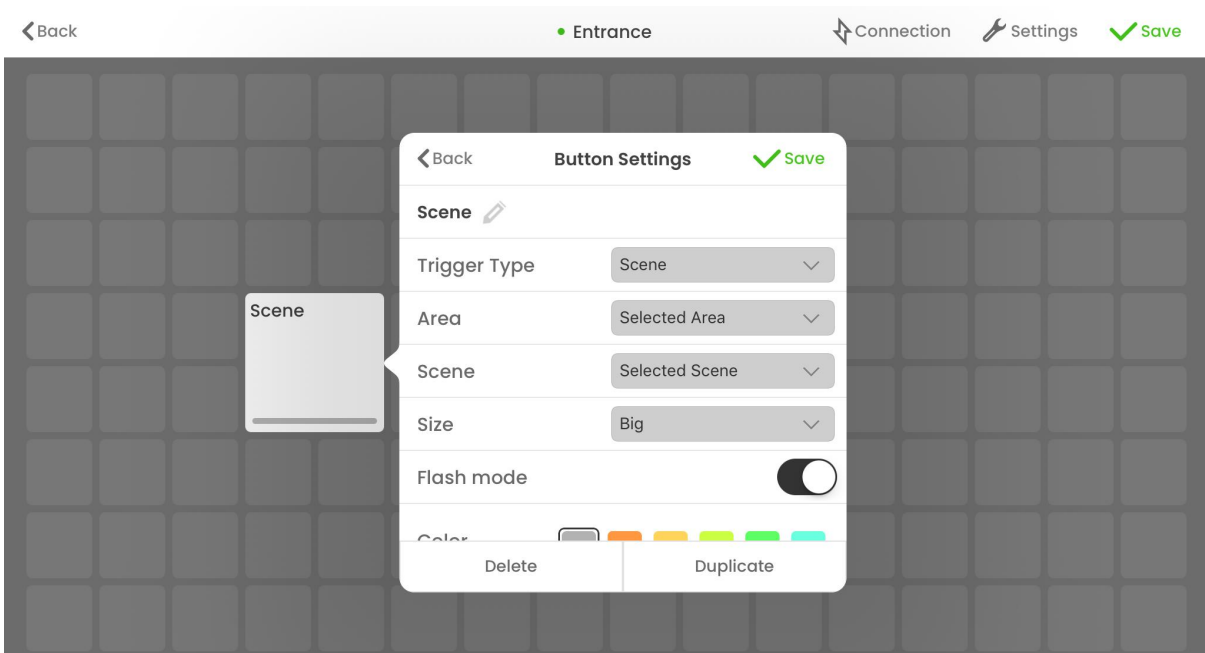 Back
Entrance
Connection
Settings
Save
Back
Button Settings
Save
Scene
Trigger Type
Scene
Scene
Area
Selected Area
Scene
Selected Scene
Size
Big
Flash mode
Color
Delete
Duplicate